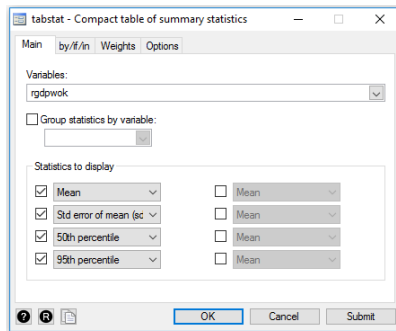 tabstat - Compact table of summary statistics
Main by/if/in Weights Options
Variables:
rgdpwok
Group statistics by variable:
Statistics to display
Mean Mean
Std error of mean (sc Mean
50th percentile Mean
95th percentile Mean
? R OK Cancel Submit